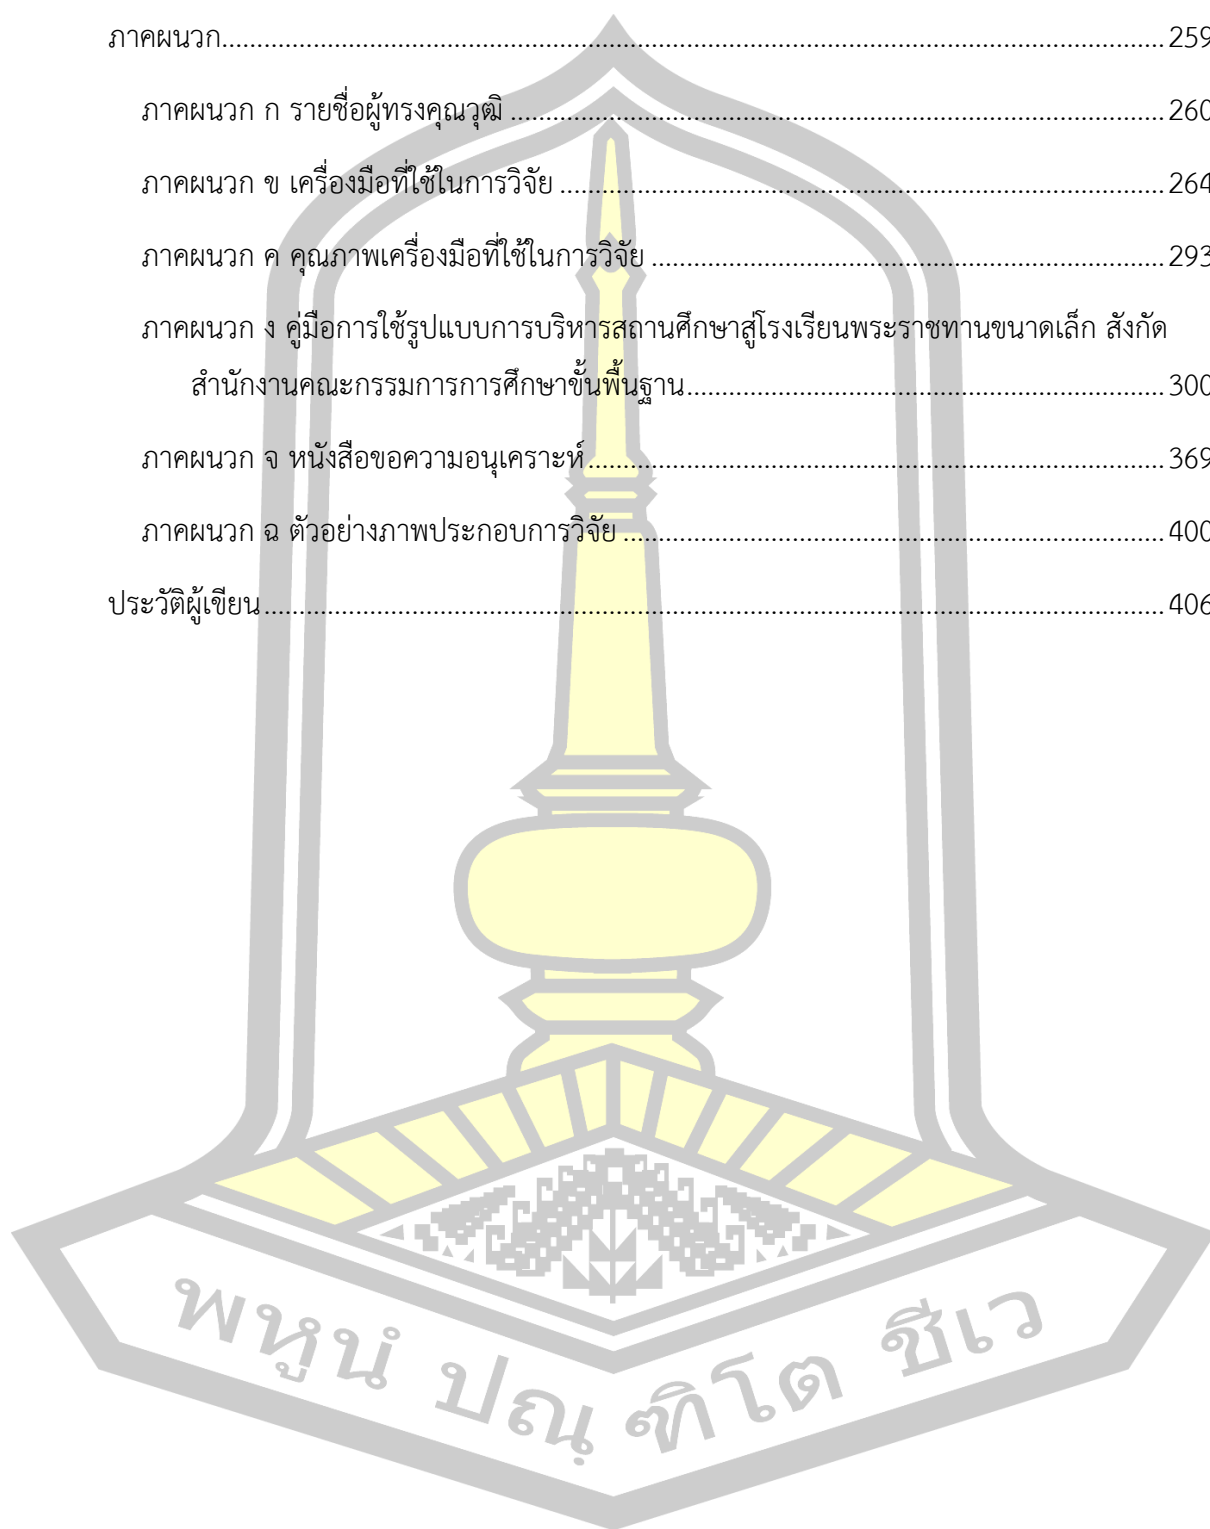 ภาคผนวก....................................................................................................................................259
ภาคผนวก ก รายชื่อผู้ทรงคุณวุฒิ............................................................................................260
ภาคผนวก ข เครื่องมือที่ใช้ในการวิจัย.....................................................................................264
ภาคผนวก ค คุณภาพเครื่องมือที่ใช้ในการวิจัย........................................................................293
ภาคผนวก ง คู่มือการใช้รูปแบบการบริหารสถานศึกษาสู่โรงเรียนพระราชทานขนาดเล็ก สังกัด
สำนักงานคณะกรรมการการศึกษาขั้นพื้นฐาน...................................................................300
ภาคผนวก จ หนังสือขอความอนุเคราะห์.................................................................................369
ภาคผนวก ฉ ตัวอย่างภาพประกอบการวิจัย............................................................................400
ประวัติผู้เขียน..............................................................................................................................406
พหูนํ ปณฺฑิโต ชีเว